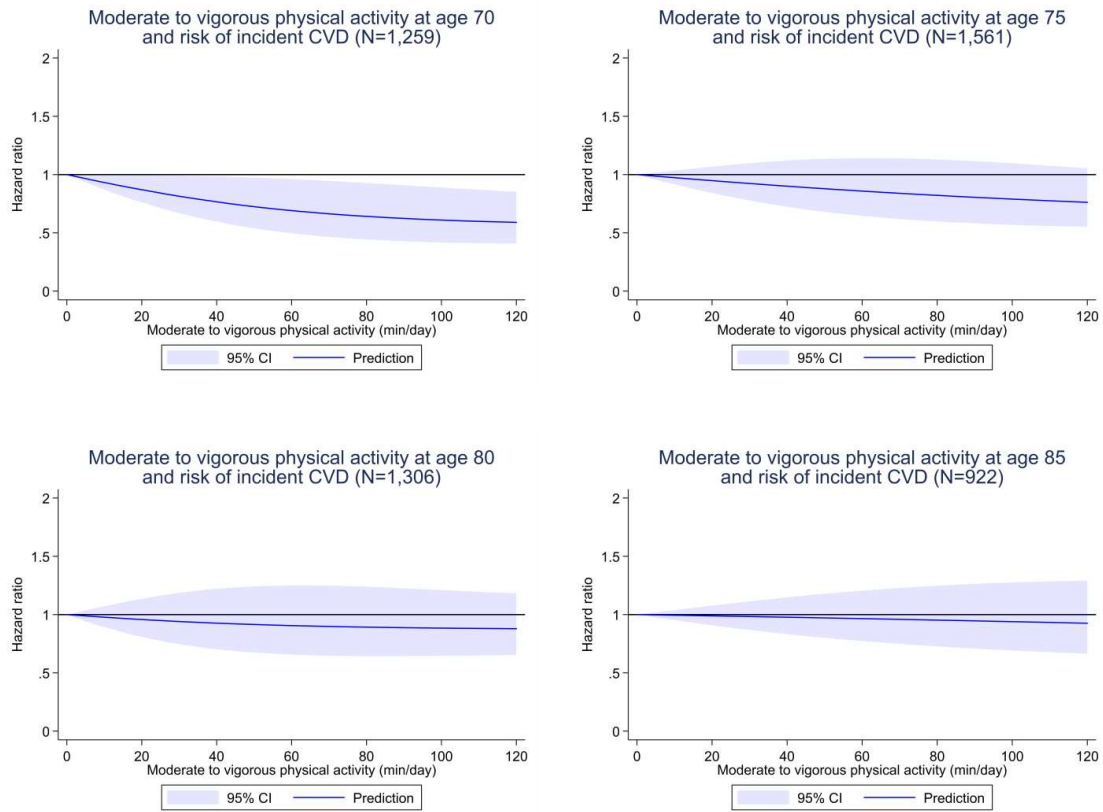 Moderate to vigorous physical activity at age 70
and risk of incident CVD (N=1,259)
2
1.5
1
.5
0
Hazard ratio
0 20 40 60 80 100 120
Moderate to vigorous physical activity (min/day)
95% CI Prediction
Moderate to vigorous physical activity at age 75
and risk of incident CVD (N=1,561)
2
1.5
1
.5
0
Hazard ratio
0 20 40 60 80 100 120
Moderate to vigorous physical activity (min/day)
95% CI Prediction
Moderate to vigorous physical activity at age 80
and risk of incident CVD (N=1,306)
2
1.5
1
.5
0
Hazard ratio
0 20 40 60 80 100 120
Moderate to vigorous physical activity (min/day)
95% CI Prediction
Moderate to vigorous physical activity at age 85
and risk of incident CVD (N=922)
2
1.5
1
.5
0
Hazard ratio
0 20 40 60 80 100 120
Moderate to vigorous physical activity (min/day)
95% CI Prediction